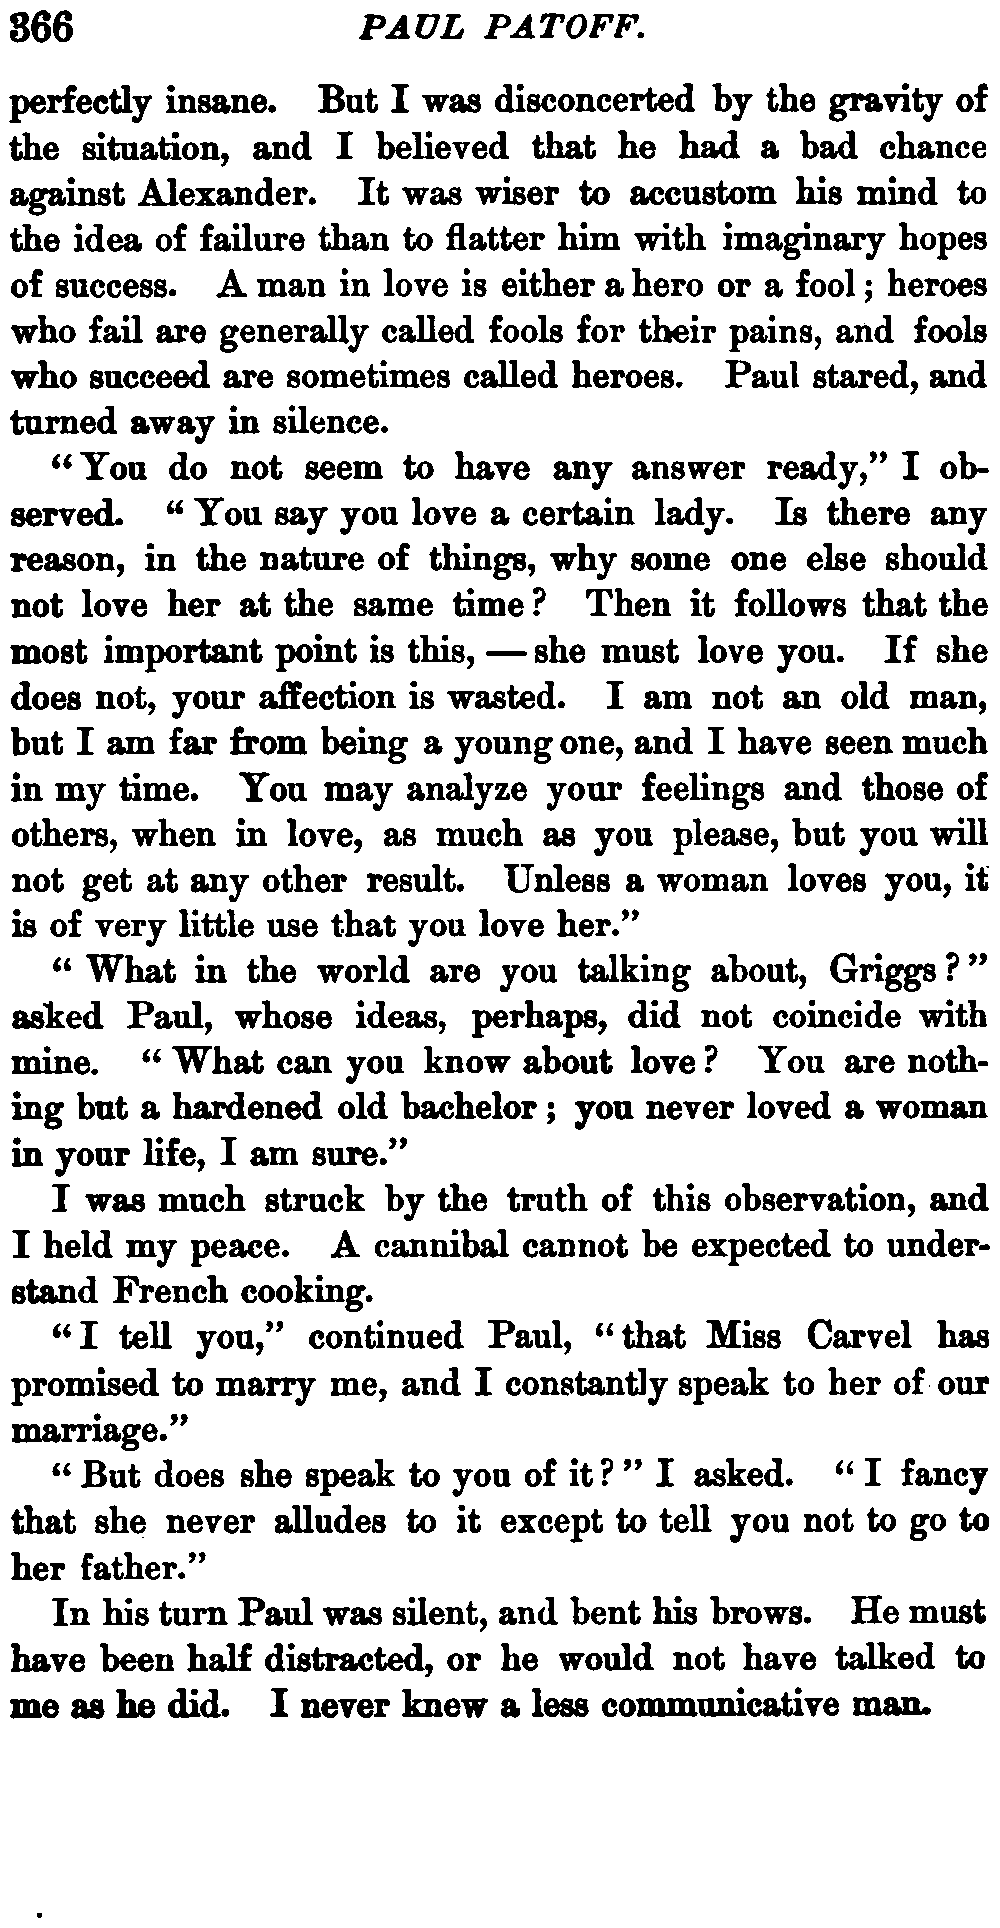 366 PAUL PATOFF.
perfectly insane. But I was disconcerted by the gravity of
the situation, and I believed that he had a bad chance
against Alexander. It was wiser to accustom his mind to
the idea of failure than to flatter him with imaginary hopes
of success. A man in love is either a hero or a fool; heroes
who fail are generally called fools for their pains, and fools
who succeed are sometimes called heroes. Paul stared, and
turned away in silence.
"You do not seem to have any answer ready," I ob-
served. "You say you love a certain lady. Is there any
reason, in the nature of things, why some one else should
not love her at the same time? Then it follows that the
most important point is this, — she must love you. If she
does not, your affection is wasted. I am not an old man,
but I am far from being a young one, and I have seen much
in my time. You may analyze your feelings and those of
others, when in love, as much as you please, but you will
not get at any other result. Unless a woman loves you, it
is of very little use that you love her."
"What in the world are you talking about, Griggs?"
asked Paul, whose ideas, perhaps, did not coincide with
mine. "What can you know about love? You are noth-
ing but a hardened old bachelor; you never loved a woman
in your life, I am sure."
I was much struck by the truth of this observation, and
I held my peace. A cannibal cannot be expected to under-
stand French cooking.
"I tell you," continued Paul, "that Miss Carvel has
promised to marry me, and I constantly speak to her of our
marriage."
"But does she speak to you of it?" I asked. "I fancy
that she never alludes to it except to tell you not to go to
her father."
In his turn Paul was silent, and bent his brows. He must
have been half distracted, or he would not have talked to
me as he did. I never knew a less communicative man.